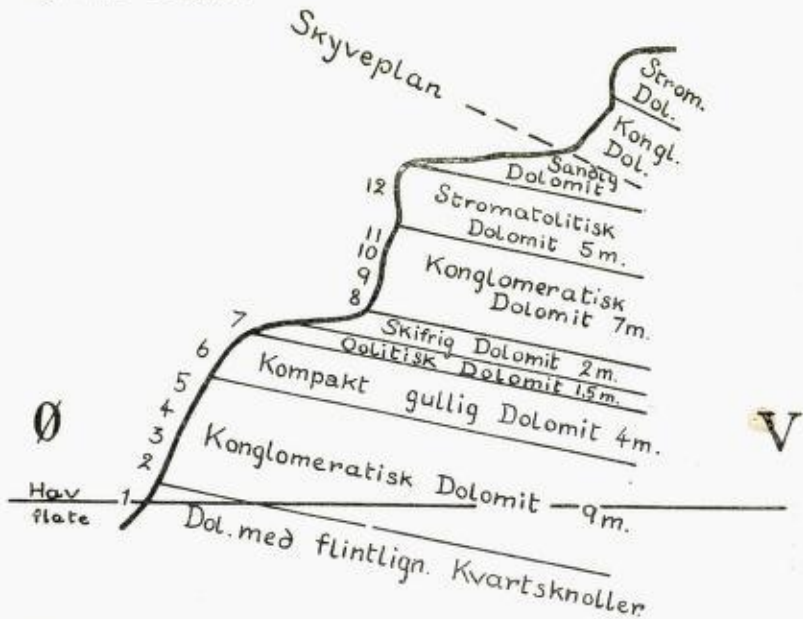 Skyveplan
Strom.
Dol.
Kongl.
Dol.
Sandig
Dolomit
12
Stromatolitisk
Dolomit 5m.
11
10
9
8
Konglomeratisk
Dolomit 7m.
7
Skifrig Dolomit 2m.
Oolitisk Dolomit 1,5m.
6
Kompakt gullig Dolomit 4m.
5
4
3
2
Ø
V
Konglomeratisk Dolomit 9m.
Hav
flate
1
Dol. med flintlign. Kvartsknoller